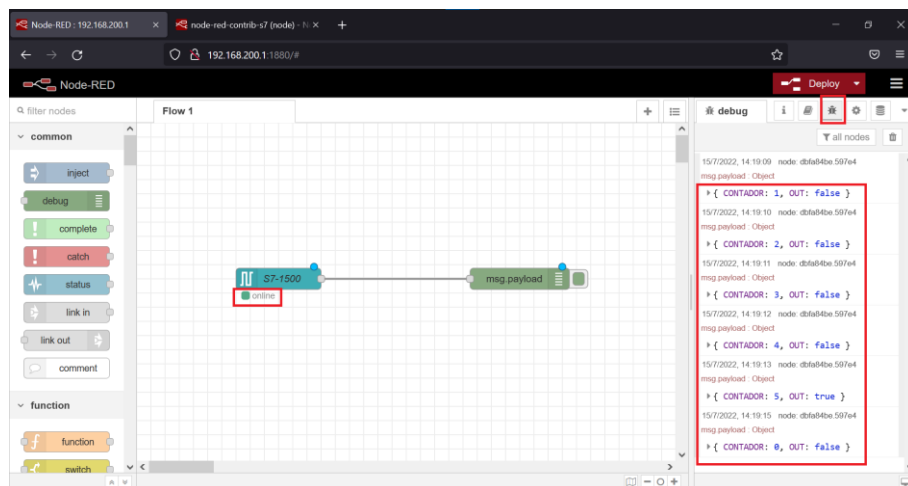 Node-RED : 192.168.200.1
node-red-contrib-s7 (node) - N
192.168.200.1:1880/#
Node-RED
Deploy
filter nodes
Flow 1
debug
i
all nodes
common
inject
debug
complete
catch
status
link in
link out
comment
function
function
switch
S7-1500
online
msg.payload
15/7/2022, 14:19:09 node: dbfa84be.597e4
msg.payload : Object
{ CONTADOR: 1, OUT: false }
15/7/2022, 14:19:10 node: dbfa84be.597e4
msg.payload : Object
{ CONTADOR: 2, OUT: false }
15/7/2022, 14:19:11 node: dbfa84be.597e4
msg.payload : Object
{ CONTADOR: 3, OUT: false }
15/7/2022, 14:19:12 node: dbfa84be.597e4
msg.payload : Object
{ CONTADOR: 4, OUT: false }
15/7/2022, 14:19:13 node: dbfa84be.597e4
msg.payload : Object
{ CONTADOR: 5, OUT: true }
15/7/2022, 14:19:15 node: dbfa84be.597e4
msg.payload : Object
{ CONTADOR: 0, OUT: false }